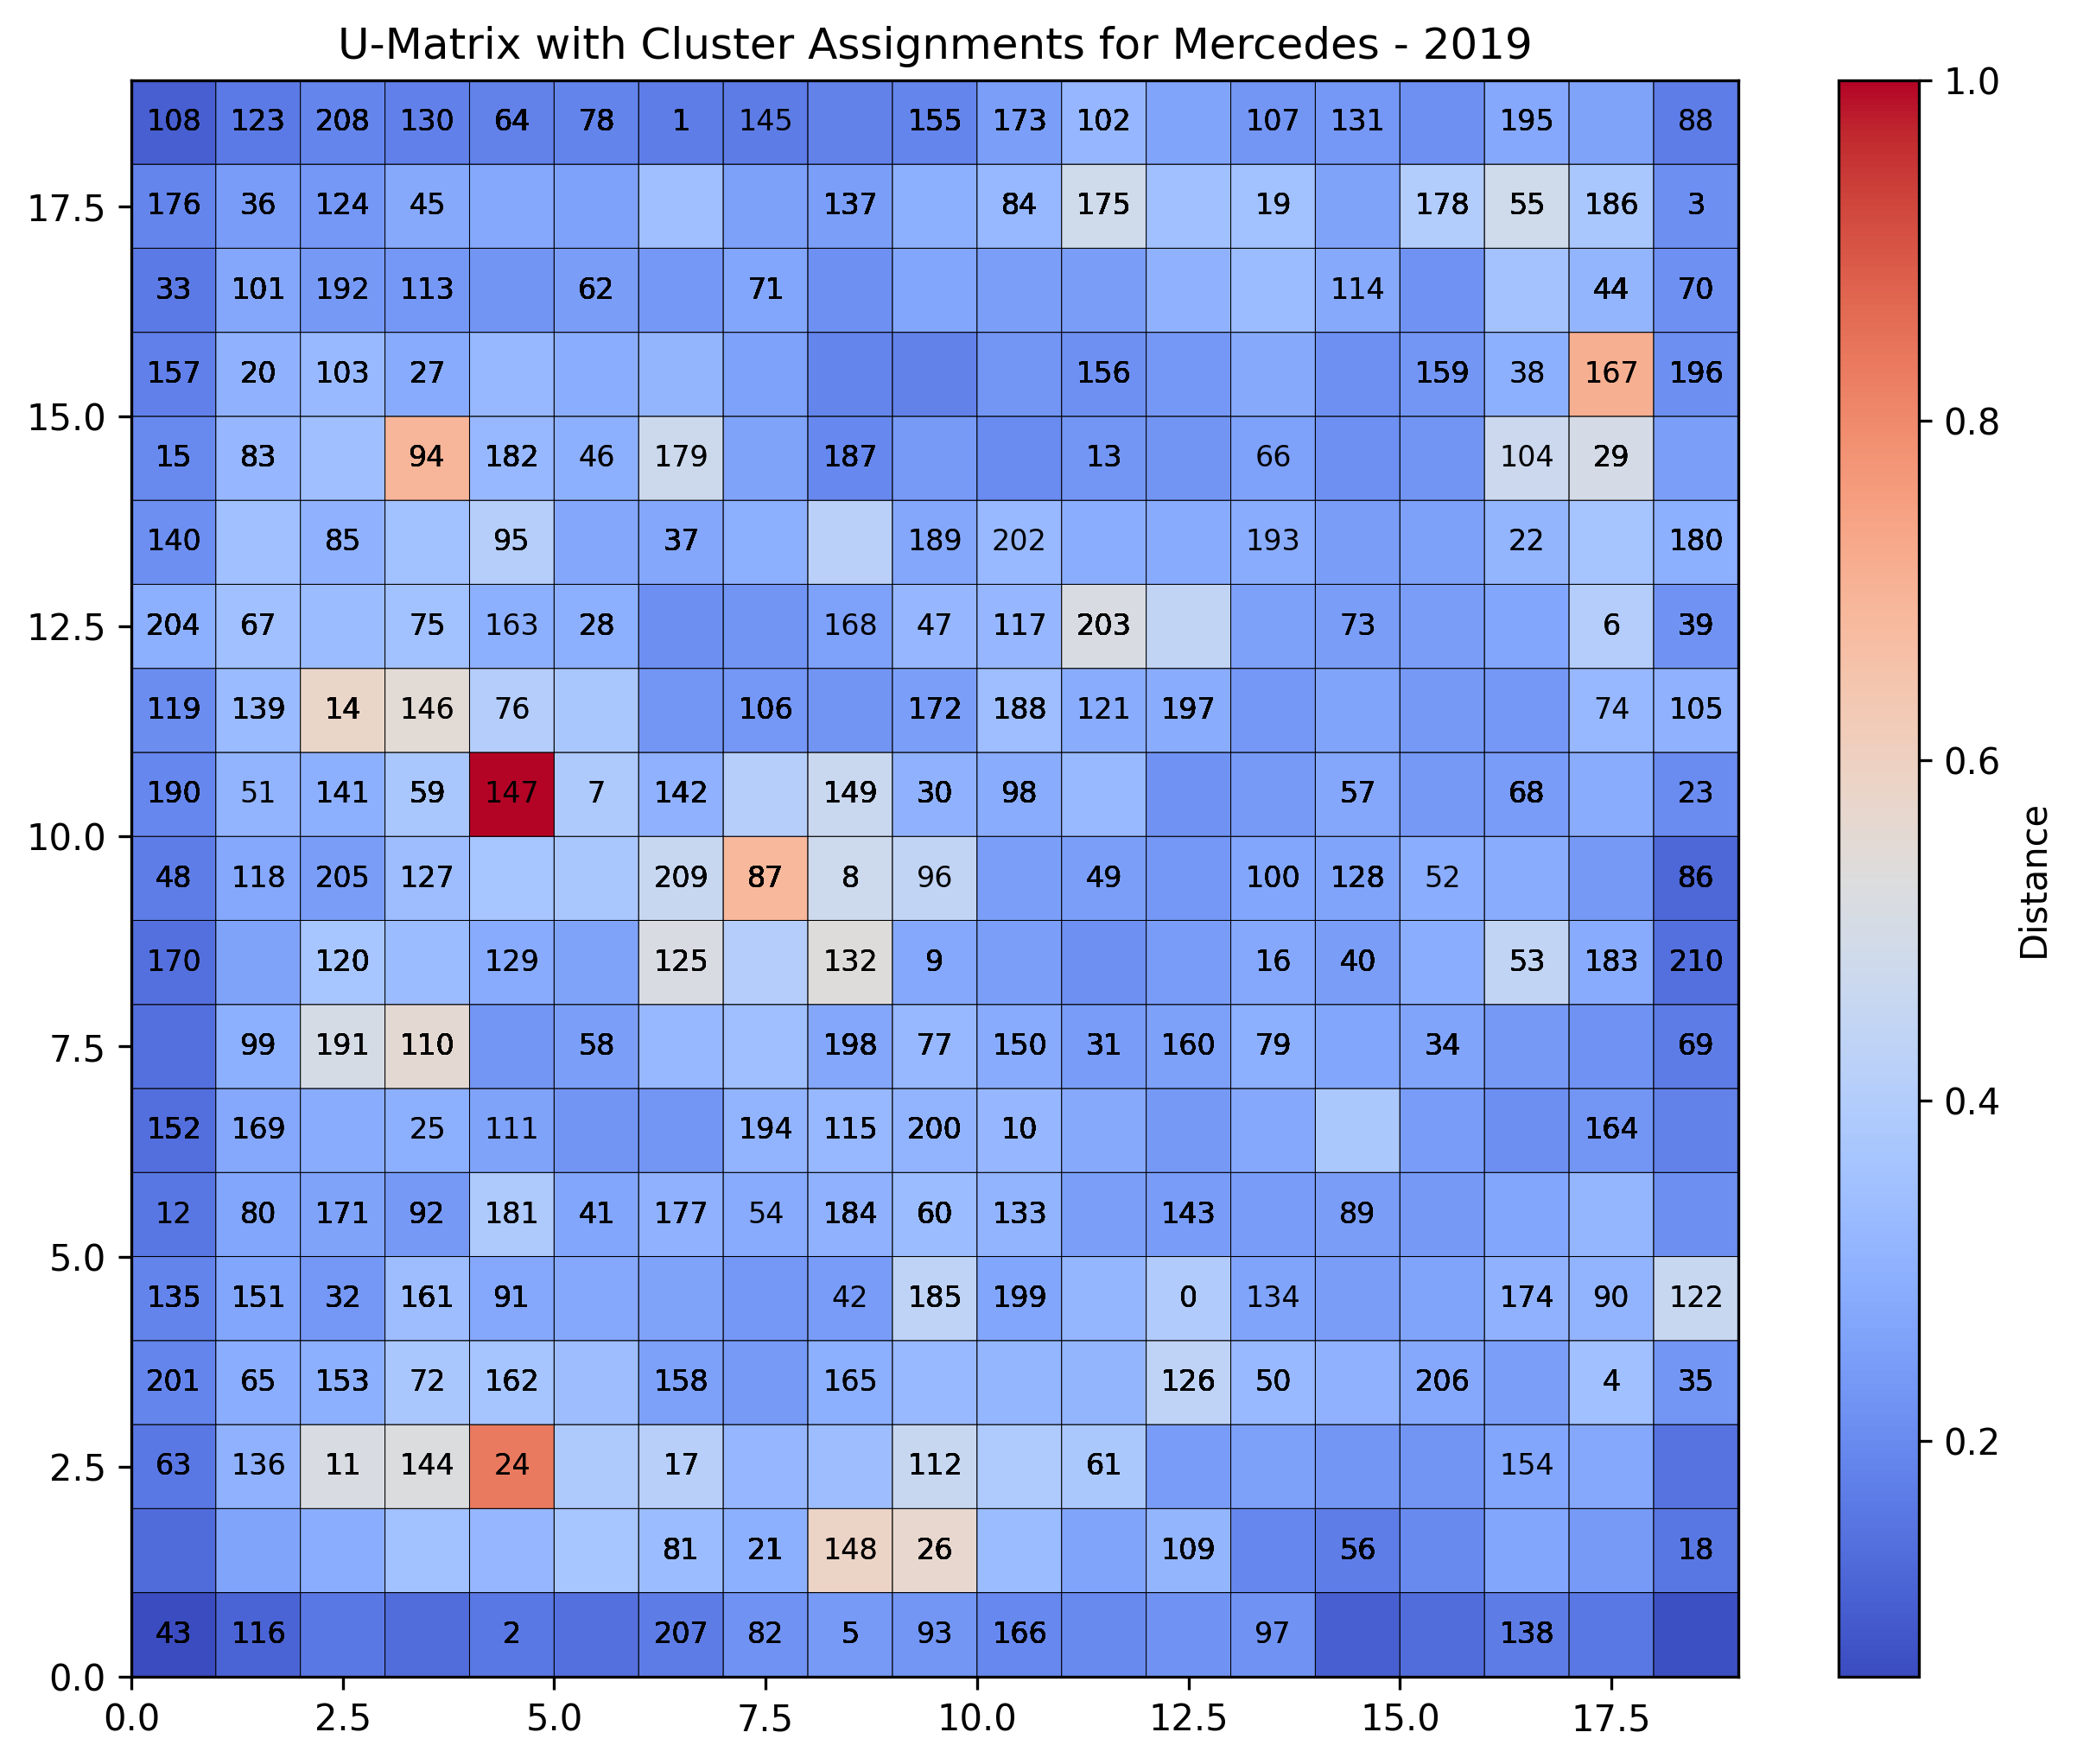 U-Matrix with Cluster Assignments for Mercedes - 2019
108 123 208 130 64 78 1 145 155 173 102 107 131 195 88
1.0
17.5 176 36 124 45 137 84 175 19 178 55 186 3
33 101 192 113 62 71 114 44 70
157 20 103 27 156 159 38 167 196
15.0
0.8
15 83 94 182 46 179 187 13 66 104 29
140 85 95 37 189 202 193 22 180
12.5 204 67 75 163 28 168 47 117 203 73 6 39
119 139 14 146 76 106 172 188 121 197 74 105
0.6
190 51 141 59 147 7 142 149 30 98 57 68 23
10.0
48 118 205 127 209 87 8 96 49 100 128 52 86
Distance
170 120 129 125 132 9 16 40 53 183 210
7.5 99 191 110 58 198 77 150 31 160 79 34 69
0.4
152 169 25 111 194 115 200 10 164
12 80 171 92 181 41 177 54 184 60 133 143 89
5.0
135 151 32 161 91 42 185 199 0 134 174 90 122
201 65 153 72 162 158 165 126 50 206 4 35
0.2
2.5 63 136 11 144 24 17 112 61 154
81 21 148 26 109 56 18
43 116 2 207 82 5 93 166 97 138
0.0
0.0 2.5 5.0 7.5 10.0 12.5 15.0 17.5